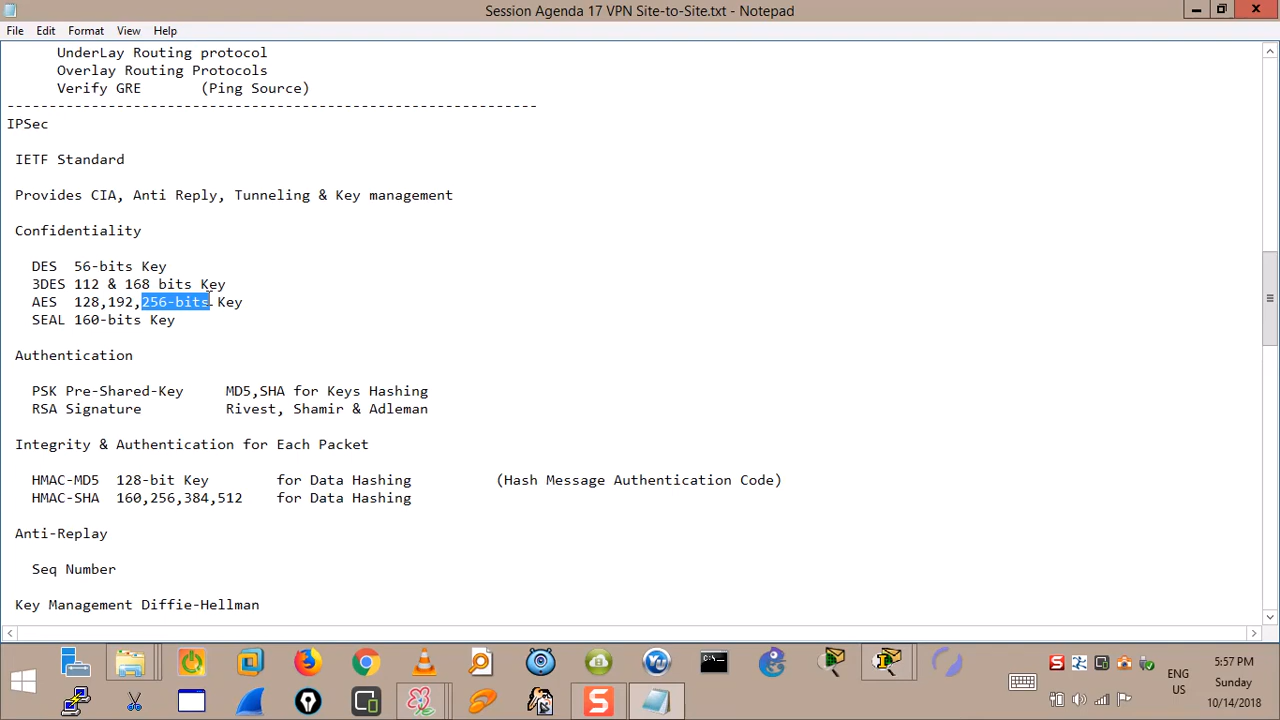 Session Agenda 17 VPN Site-to-Site.txt - Notepad
File Edit Format View Help
UnderLay Routing protocol
Overlay Routing Protocols
Verify GRE (Ping Source)
---------------------------------------------------------------
IPSec
IETF Standard
Provides CIA, Anti Reply, Tunneling & Key management
Confidentiality
DES 56-bits Key
3DES 112 & 168 bits Key
AES 128,192,256-bits Key
SEAL 160-bits Key
Authentication
PSK Pre-Shared-Key MD5,SHA for Keys Hashing
RSA Signature Rivest, Shamir & Adleman
Integrity & Authentication for Each Packet
HMAC-MD5 128-bit Key for Data Hashing (Hash Message Authentication Code)
HMAC-SHA 160,256,384,512 for Data Hashing
Anti-Replay
Seq Number
Key Management Diffie-Hellman
ENG
US
5:57 PM
Sunday
10/14/2018